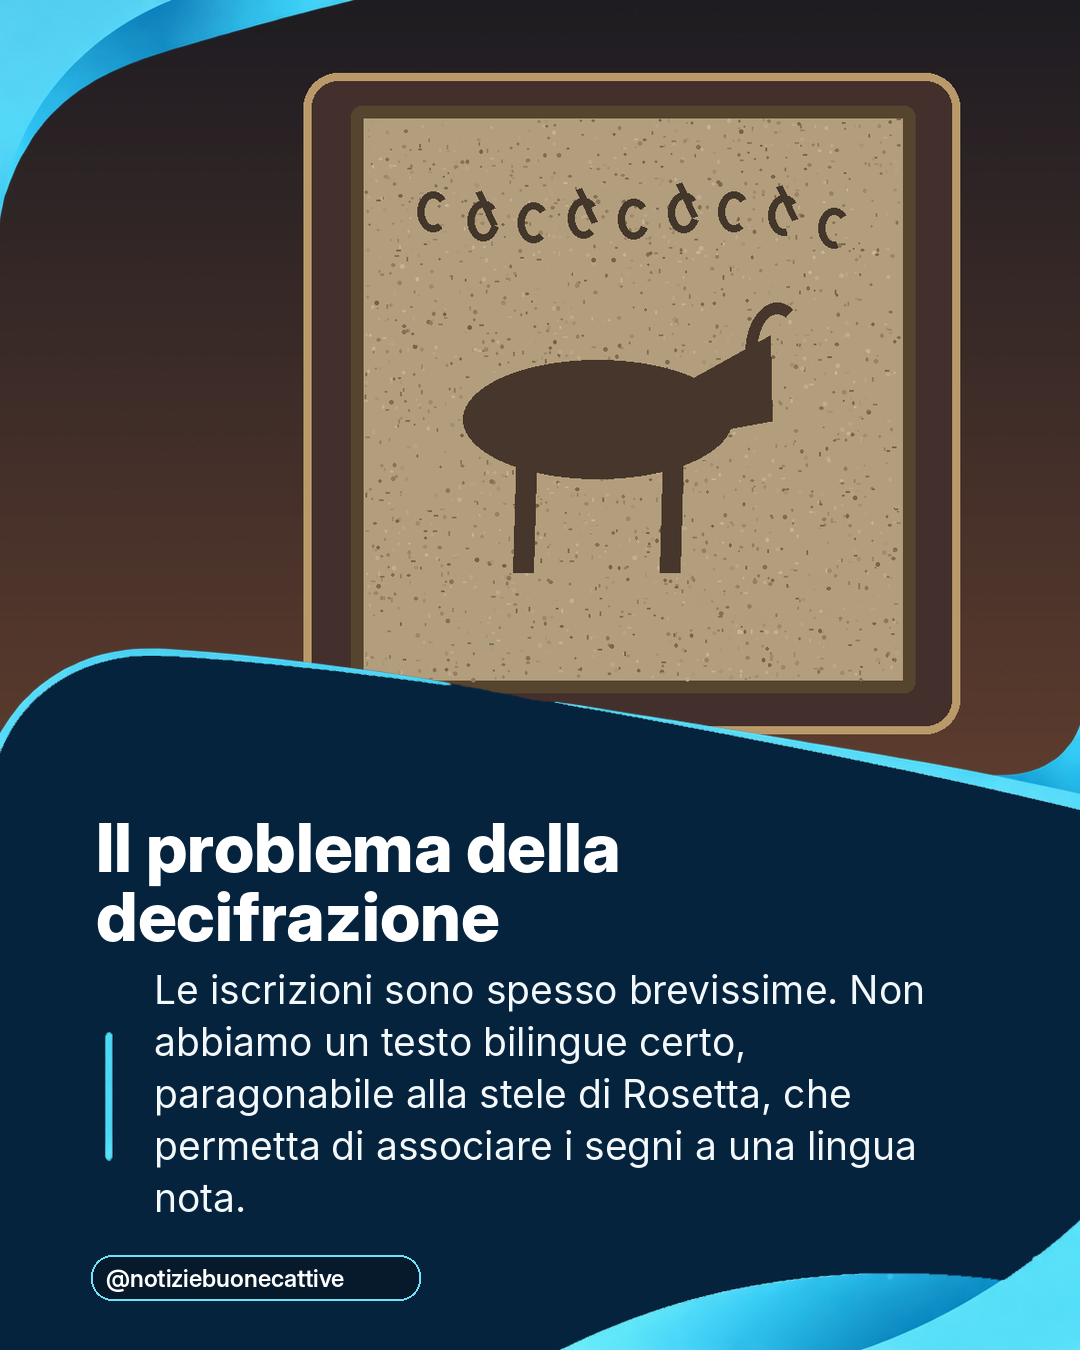 Il problema della
decifrazione
Le iscrizioni sono spesso brevissime. Non
abbiamo un testo bilingue certo,
paragonabile alla stele di Rosetta, che
permetta di associare i segni a una lingua
nota.
@notiziebuonecattive